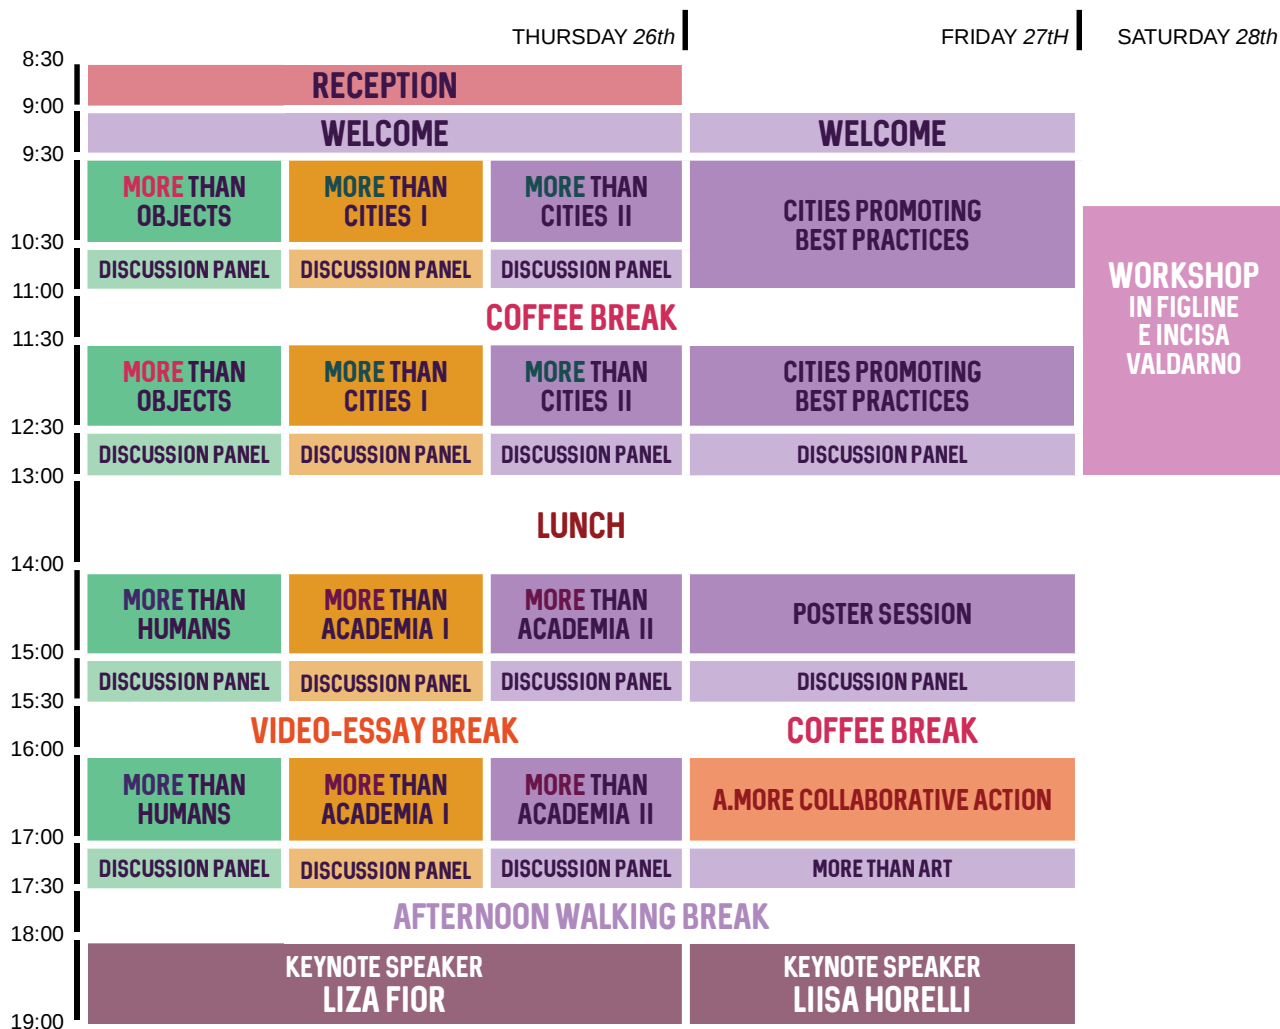 THURSDAY 26th
FRIDAY 27tH
SATURDAY 28th
8:30
RECEPTION
9:00
WELCOME
WELCOME
9:30
MORE THAN
OBJECTS
MORE THAN
CITIES I
MORE THAN
CITIES II
CITIES PROMOTING
BEST PRACTICES
10:30
DISCUSSION PANEL
DISCUSSION PANEL
DISCUSSION PANEL
WORKSHOP
IN FIGLINE
E INCISA
VALDARNO
11:00
COFFEE BREAK
11:30
MORE THAN
OBJECTS
MORE THAN
CITIES I
MORE THAN
CITIES II
CITIES PROMOTING
BEST PRACTICES
12:30
DISCUSSION PANEL
DISCUSSION PANEL
DISCUSSION PANEL
DISCUSSION PANEL
13:00
LUNCH
14:00
MORE THAN
HUMANS
MORE THAN
ACADEMIA I
MORE THAN
ACADEMIA II
POSTER SESSION
15:00
DISCUSSION PANEL
DISCUSSION PANEL
DISCUSSION PANEL
DISCUSSION PANEL
15:30
VIDEO-ESSAY BREAK
COFFEE BREAK
16:00
MORE THAN
HUMANS
MORE THAN
ACADEMIA I
MORE THAN
ACADEMIA II
A.MORE COLLABORATIVE ACTION
17:00
DISCUSSION PANEL
DISCUSSION PANEL
DISCUSSION PANEL
MORE THAN ART
17:30
AFTERNOON WALKING BREAK
18:00
KEYNOTE SPEAKER
LIZA FIOR
KEYNOTE SPEAKER
LIISA HORELLI
19:00